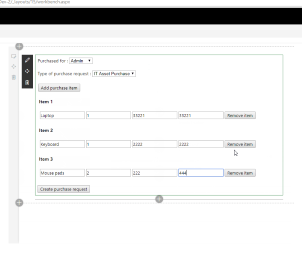 Purchased for : Admin
Type of purchase request : IT Asset Purchase
Add purchase item
Item 1
Laptop 1 33221 33221 Remove item
Item 2
Keyboard 1 2222 2222 Remove item
Item 3
Mouse pads 2 222 444 Remove item
Create purchase request